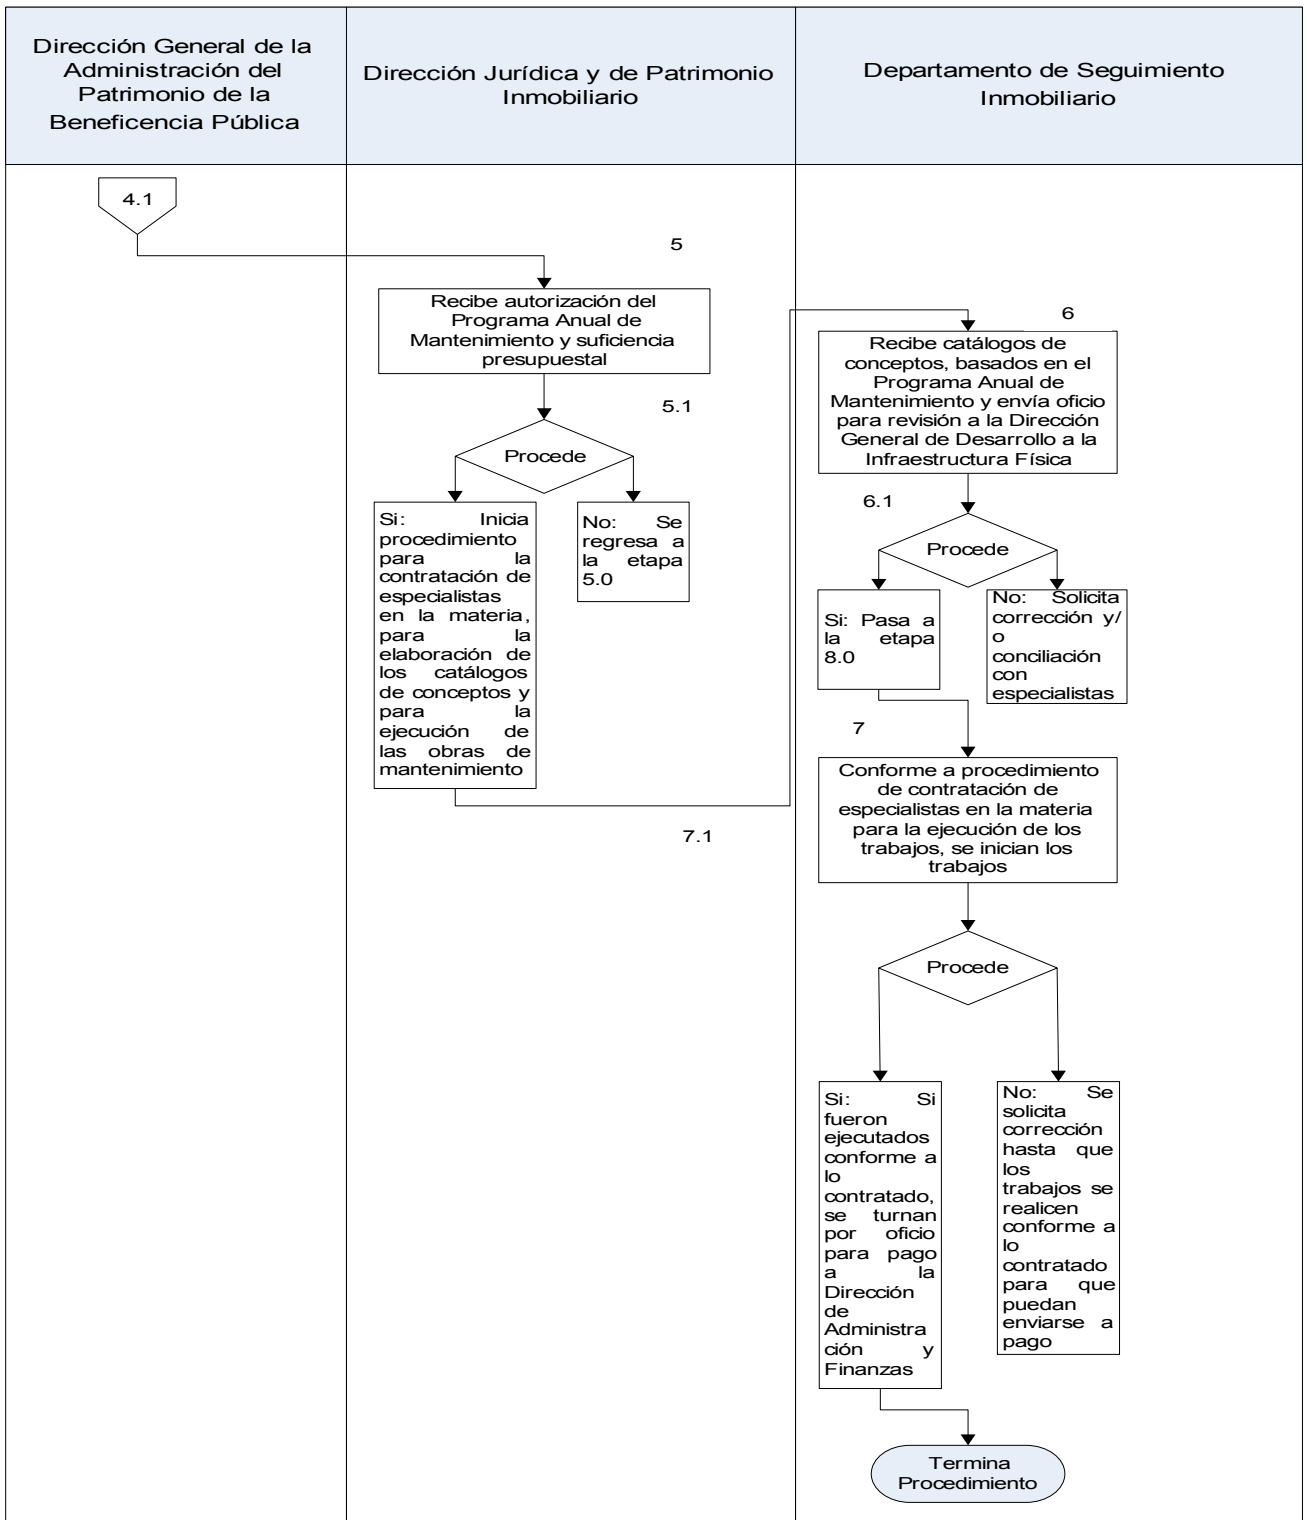 Dirección General de la
Administración del
Patrimonio de la
Beneficencia Pública
Dirección Jurídica y de Patrimonio
Inmobiliario
Departamento de Seguimiento
Inmobiliario
4.1
5
Recibe autorización del
Programa Anual de
Mantenimiento y suficiencia
presupuestal
5.1
Procede
Si: Inicia
procedimiento
para la
contratación de
especialistas
en la materia,
para la
elaboración de
los catálogos
de conceptos y
para la
ejecución de
las obras de
mantenimiento
No: Se
regresa a
la etapa
5.0
6
Recibe catálogos de
conceptos, basados en el
Programa Anual de
Mantenimiento y envía oficio
para revisión a la Dirección
General de Desarrollo a la
Infraestructura Física
6.1
Procede
Si: Pasa a
la etapa
8.0
No: Solicita
corrección y/
o
conciliación
con
especialistas
7
Conforme a procedimiento
de contratación de
especialistas en la materia
para la ejecución de los
trabajos, se inician los
trabajos
7.1
Procede
Si: Si
fueron
ejecutados
conforme a
lo
contratado,
se turnan
por oficio
para pago
a la
Dirección
de
Administra
ción y
Finanzas
No: Se
solicita
corrección
hasta que
los
trabajos se
realicen
conforme a
lo
contratado
para que
puedan
enviarse a
pago
Termina
Procedimiento